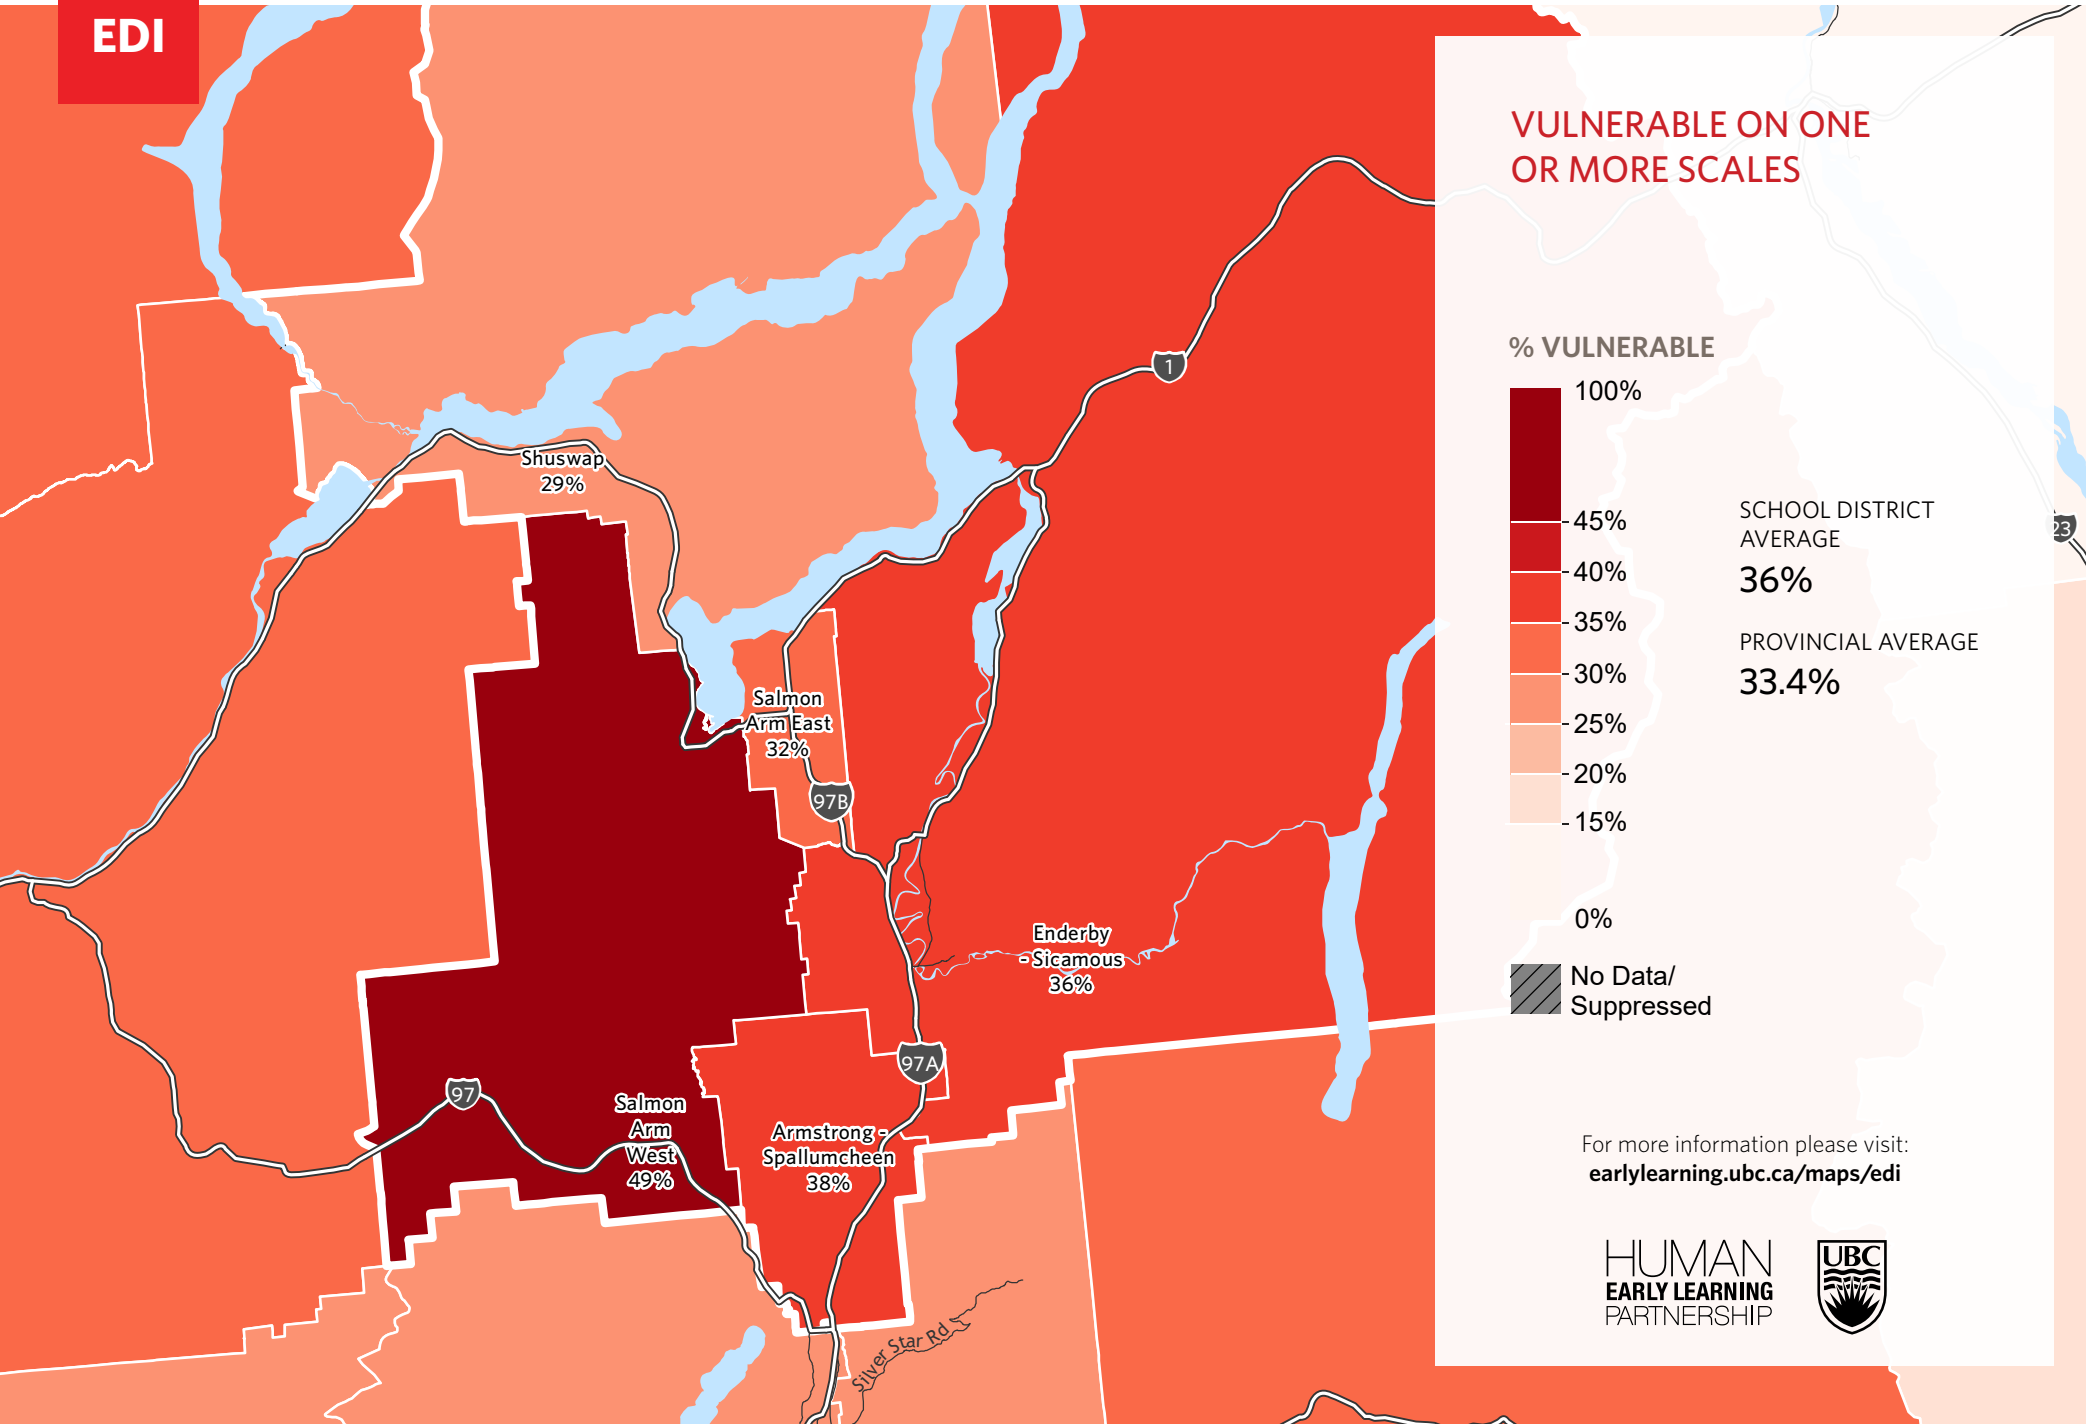 EDI
VULNERABLE ON ONE
OR MORE SCALES
% VULNERABLE
100%
45%
40%
35%
30%
25%
20%
15%
0%
No Data/
Suppressed
SCHOOL DISTRICT
AVERAGE
36%
PROVINCIAL AVERAGE
33.4%
For more information please visit:
earlylearning.ubc.ca/maps/edi
HUMAN
EARLY LEARNING
PARTNERSHIP
UBC
1
23
Shuswap
29%
Salmon
Arm East
32%
97B
Enderby
- Sicamous
36%
97A
97
Salmon
Arm
West
49%
Armstrong -
Spallumcheen
38%
Silver Star Rd